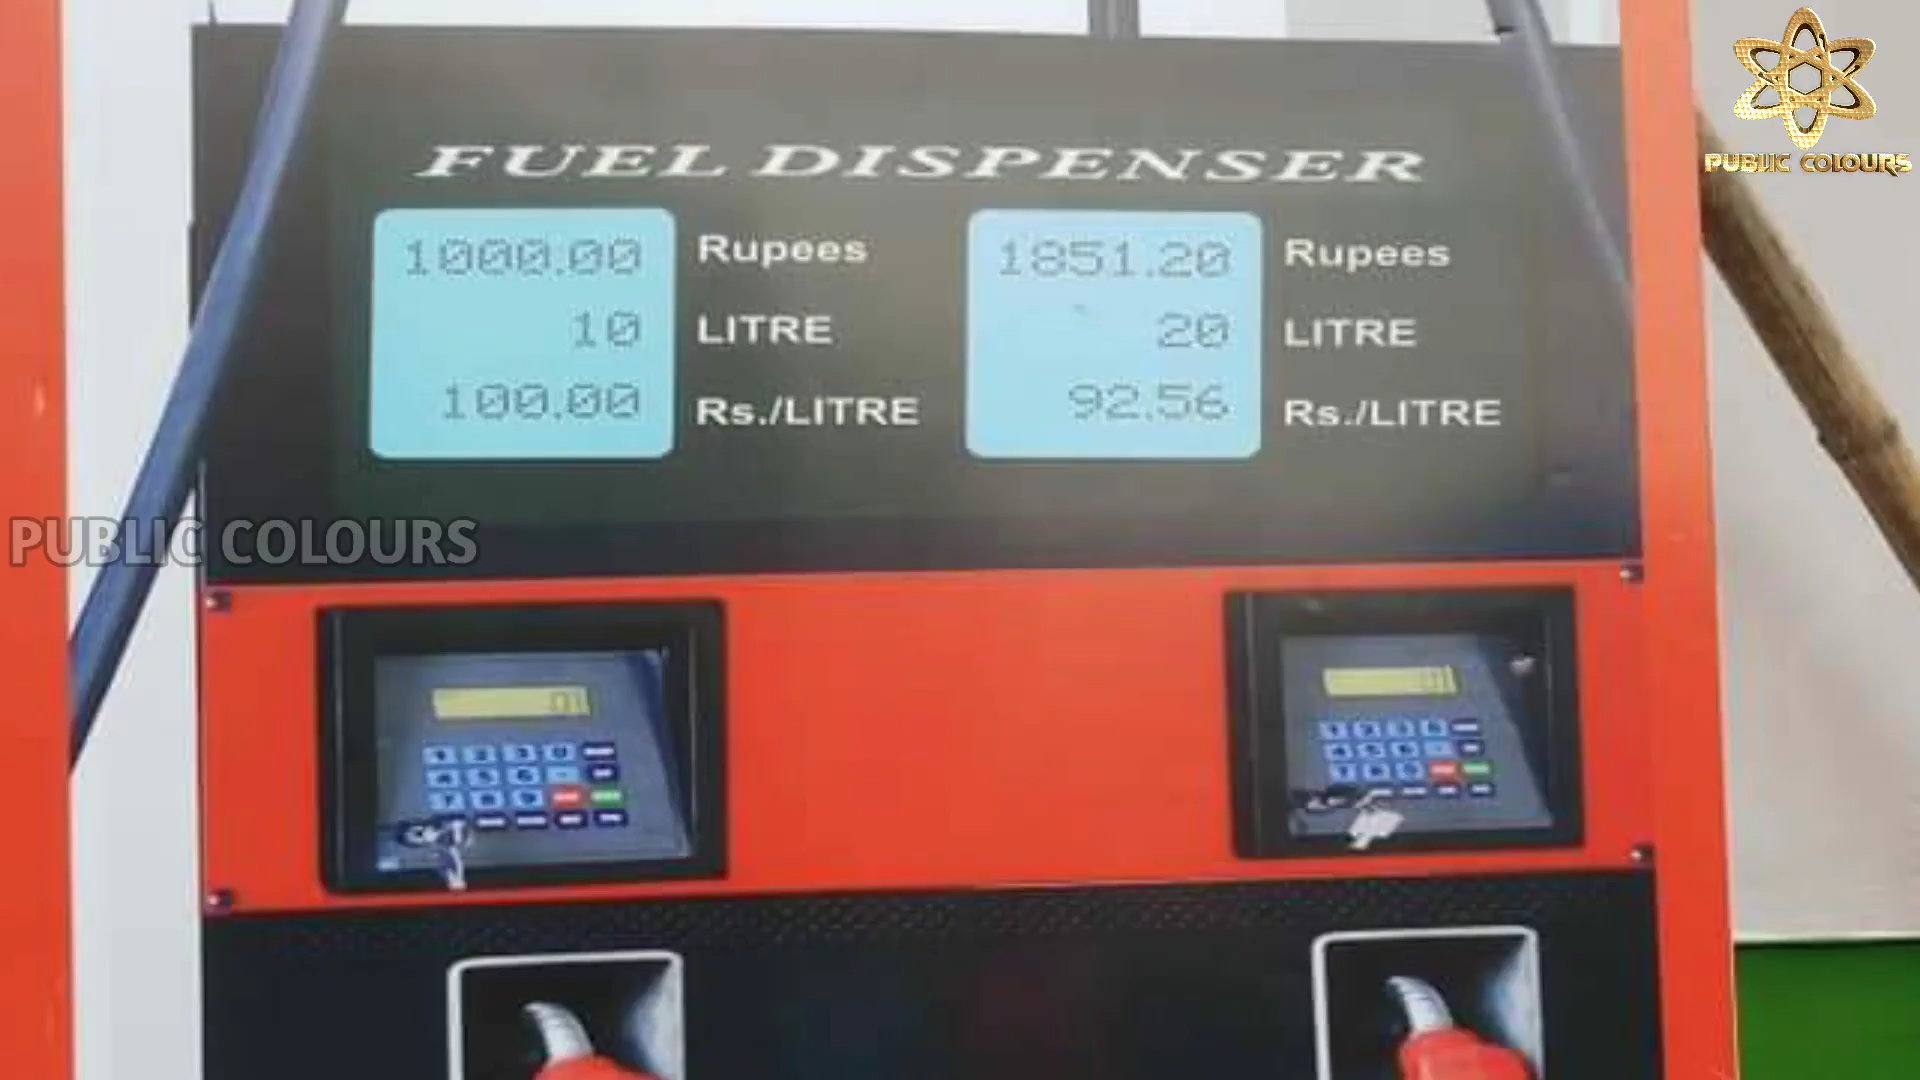 PUBLIC COLOURS
FUEL DISPENSER
1000.00 Rupees
10 LITRE
100.00 Rs./LITRE
1851.20 Rupees
20 LITRE
92.56 Rs./LITRE
PUBLIC COLOURS